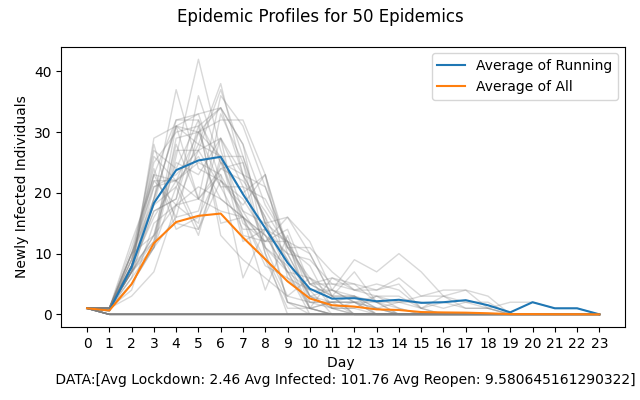 Epidemic Profiles for 50 Epidemics
Newly Infected Individuals
40
30
20
10
0
Average of Running
Average of All
0 1 2 3 4 5 6 7 8 9 10 11 12 13 14 15 16 17 18 19 20 21 22 23
Day
DATA:[Avg Lockdown: 2.46 Avg Infected: 101.76 Avg Reopen: 9.580645161290322]